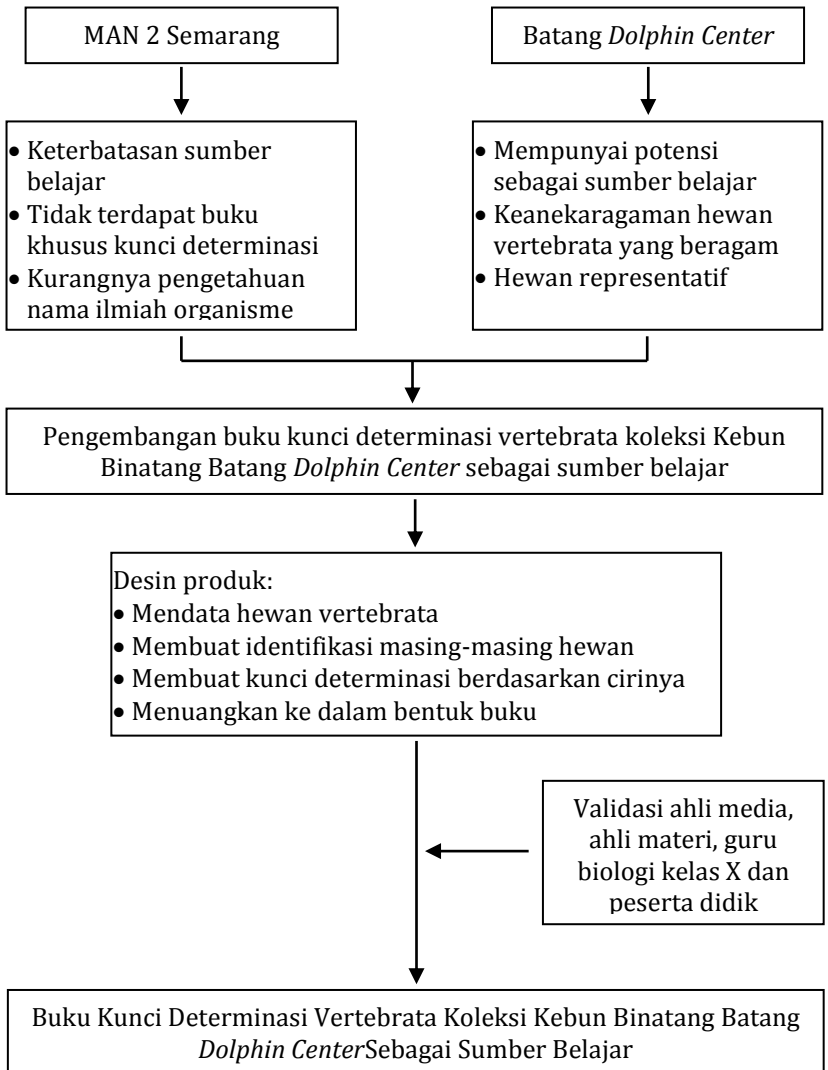 MAN 2 Semarang
Batang Dolphin Center
• Keterbatasan sumber
belajar
• Tidak terdapat buku
khusus kunci determinasi
• Kurangnya pengetahuan
nama ilmiah organisme
• Mempunyai potensi
sebagai sumber belajar
• Keanekaragaman hewan
vertebrata yang beragam
• Hewan representatif
Pengembangan buku kunci determinasi vertebrata koleksi Kebun
Binatang Batang Dolphin Center sebagai sumber belajar
Desin produk:
• Mendata hewan vertebrata
• Membuat identifikasi masing-masing hewan
• Membuat kunci determinasi berdasarkan cirinya
• Menuangkan ke dalam bentuk buku
Validasi ahli media,
ahli materi, guru
biologi kelas X dan
peserta didik
Buku Kunci Determinasi Vertebrata Koleksi Kebun Binatang Batang
Dolphin CenterSebagai Sumber Belajar